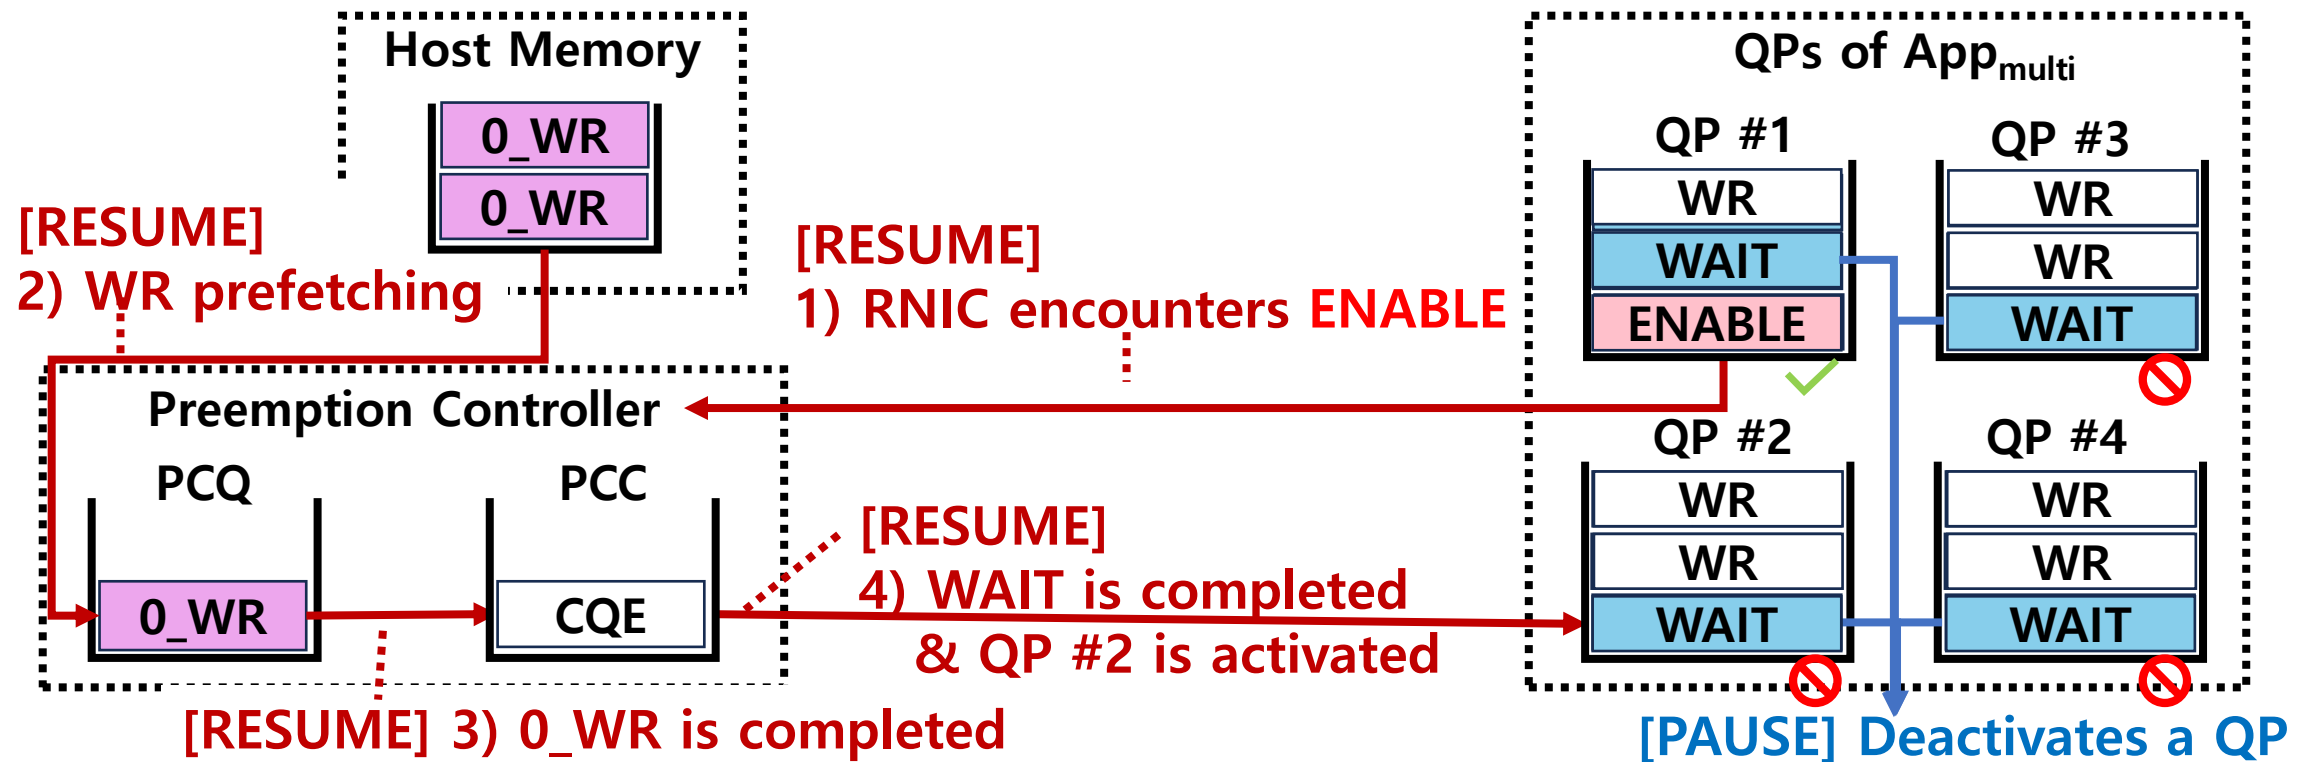 Host Memory
0_WR
0_WR
[RESUME]
2) WR prefetching
[RESUME]
1) RNIC encounters ENABLE
Preemption Controller
PCQ
0_WR
PCC
CQE
[RESUME]
4) WAIT is completed
& QP #2 is activated
[RESUME] 3) 0_WR is completed
QPs of Appmulti
QP #1
WR
WAIT
ENABLE
QP #3
WR
WR
WAIT
QP #2
WR
WR
WAIT
QP #4
WR
WR
WAIT
[PAUSE] Deactivates a QP